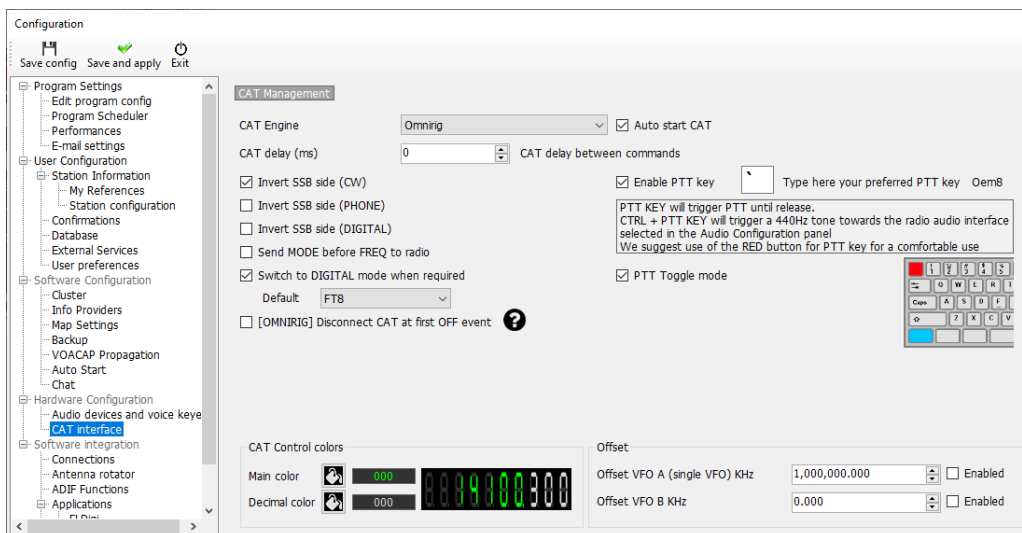 Configuration
Save config Save and apply Exit
Program Settings
Edit program config
Program Scheduler
Performances
E-mail settings
User Configuration
Station Information
My References
Station configuration
Confirmations
Database
External Services
User preferences
Software Configuration
Cluster
Info Providers
Map Settings
Backup
VOACAP Propagation
Auto Start
Chat
Hardware Configuration
Audio devices and voice keye
CAT interface
Software integration
Connections
Antenna rotator
ADIF Functions
Applications
CAT Management
CAT Engine Omnirig Auto start CAT
CAT delay (ms) 0 CAT delay between commands
Invert SSB side (CW)
Invert SSB side (PHONE)
Invert SSB side (DIGITAL)
Send MODE before FREQ to radio
Switch to DIGITAL mode when required
Default FT8
[OMNIRIG] Disconnect CAT at first OFF event ?
Enable PTT key ` Type here your preferred PTT key Oem8
PTT KEY will trigger PTT until release.
CTRL + PTT KEY will trigger a 440Hz tone towards the radio audio interface
selected in the Audio Configuration panel
We suggest use of the RED button for PTT key for a comfortable use
PTT Toggle mode
Caps A S D F
Z X C V
CAT Control colors
Main color 000
Decimal color 000
14100300
Offset
Offset VFO A (single VFO) KHz 1,000,000.000 Enabled
Offset VFO B KHz 0.000 Enabled